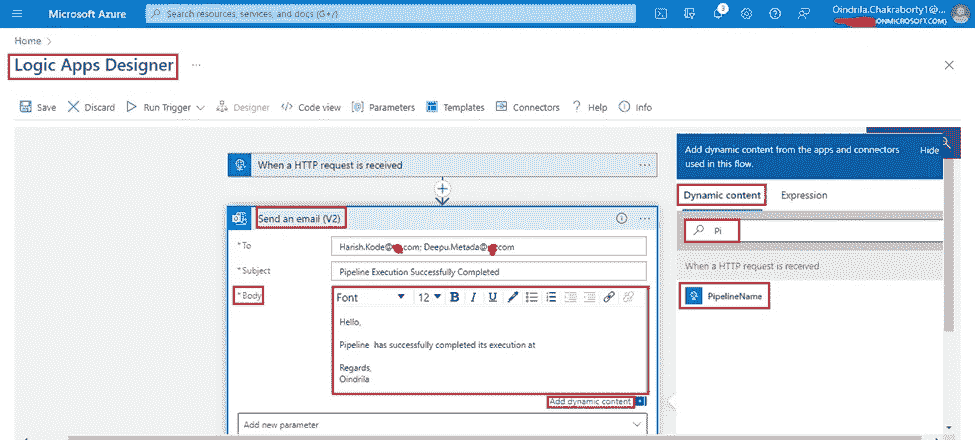 Microsoft Azure
Search resources, services, and docs (G+/)
3
Oindrila.Chakraborty1@...
ONMICROSOFT.COM)
Home >
Logic Apps Designer
...
Save
Discard
Run Trigger
Designer
Code view
Parameters
Templates
Connectors
Help
Info
When a HTTP request is received
...
Send an email (V2)
...
* To
Harish.Kode@ .com; Deepu.Metada@ .com
* Subject
Pipeline Execution Successfully Completed
* Body
Font
12
B
I
U
Hello,
Pipeline has successfully completed its execution at
Regards,
Oindrila
Add dynamic content
Add new parameter
Add dynamic content from the apps and connectors
used in this flow.
Hide
Dynamic content
Expression
Pi
When a HTTP request is received
PipelineName